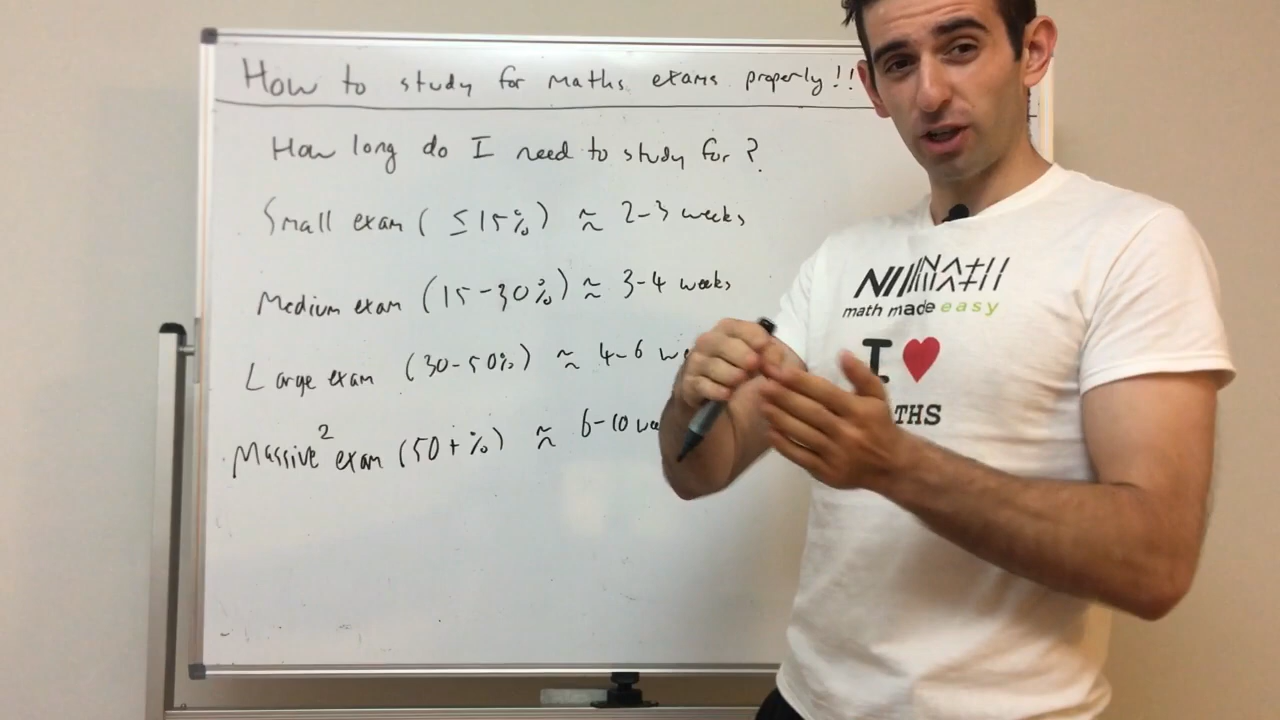 How to study for maths exams properly!!
How long do I need to study for?
Small exam (≤15%) ≈ 2-3 weeks
Medium exam (15-30%) ≈ 3-4 weeks
Large exam (30-50%) ≈ 4-6 we
Massive² exam (50+%) ≈ 6-10 wee
math made easy
I ♥
THS